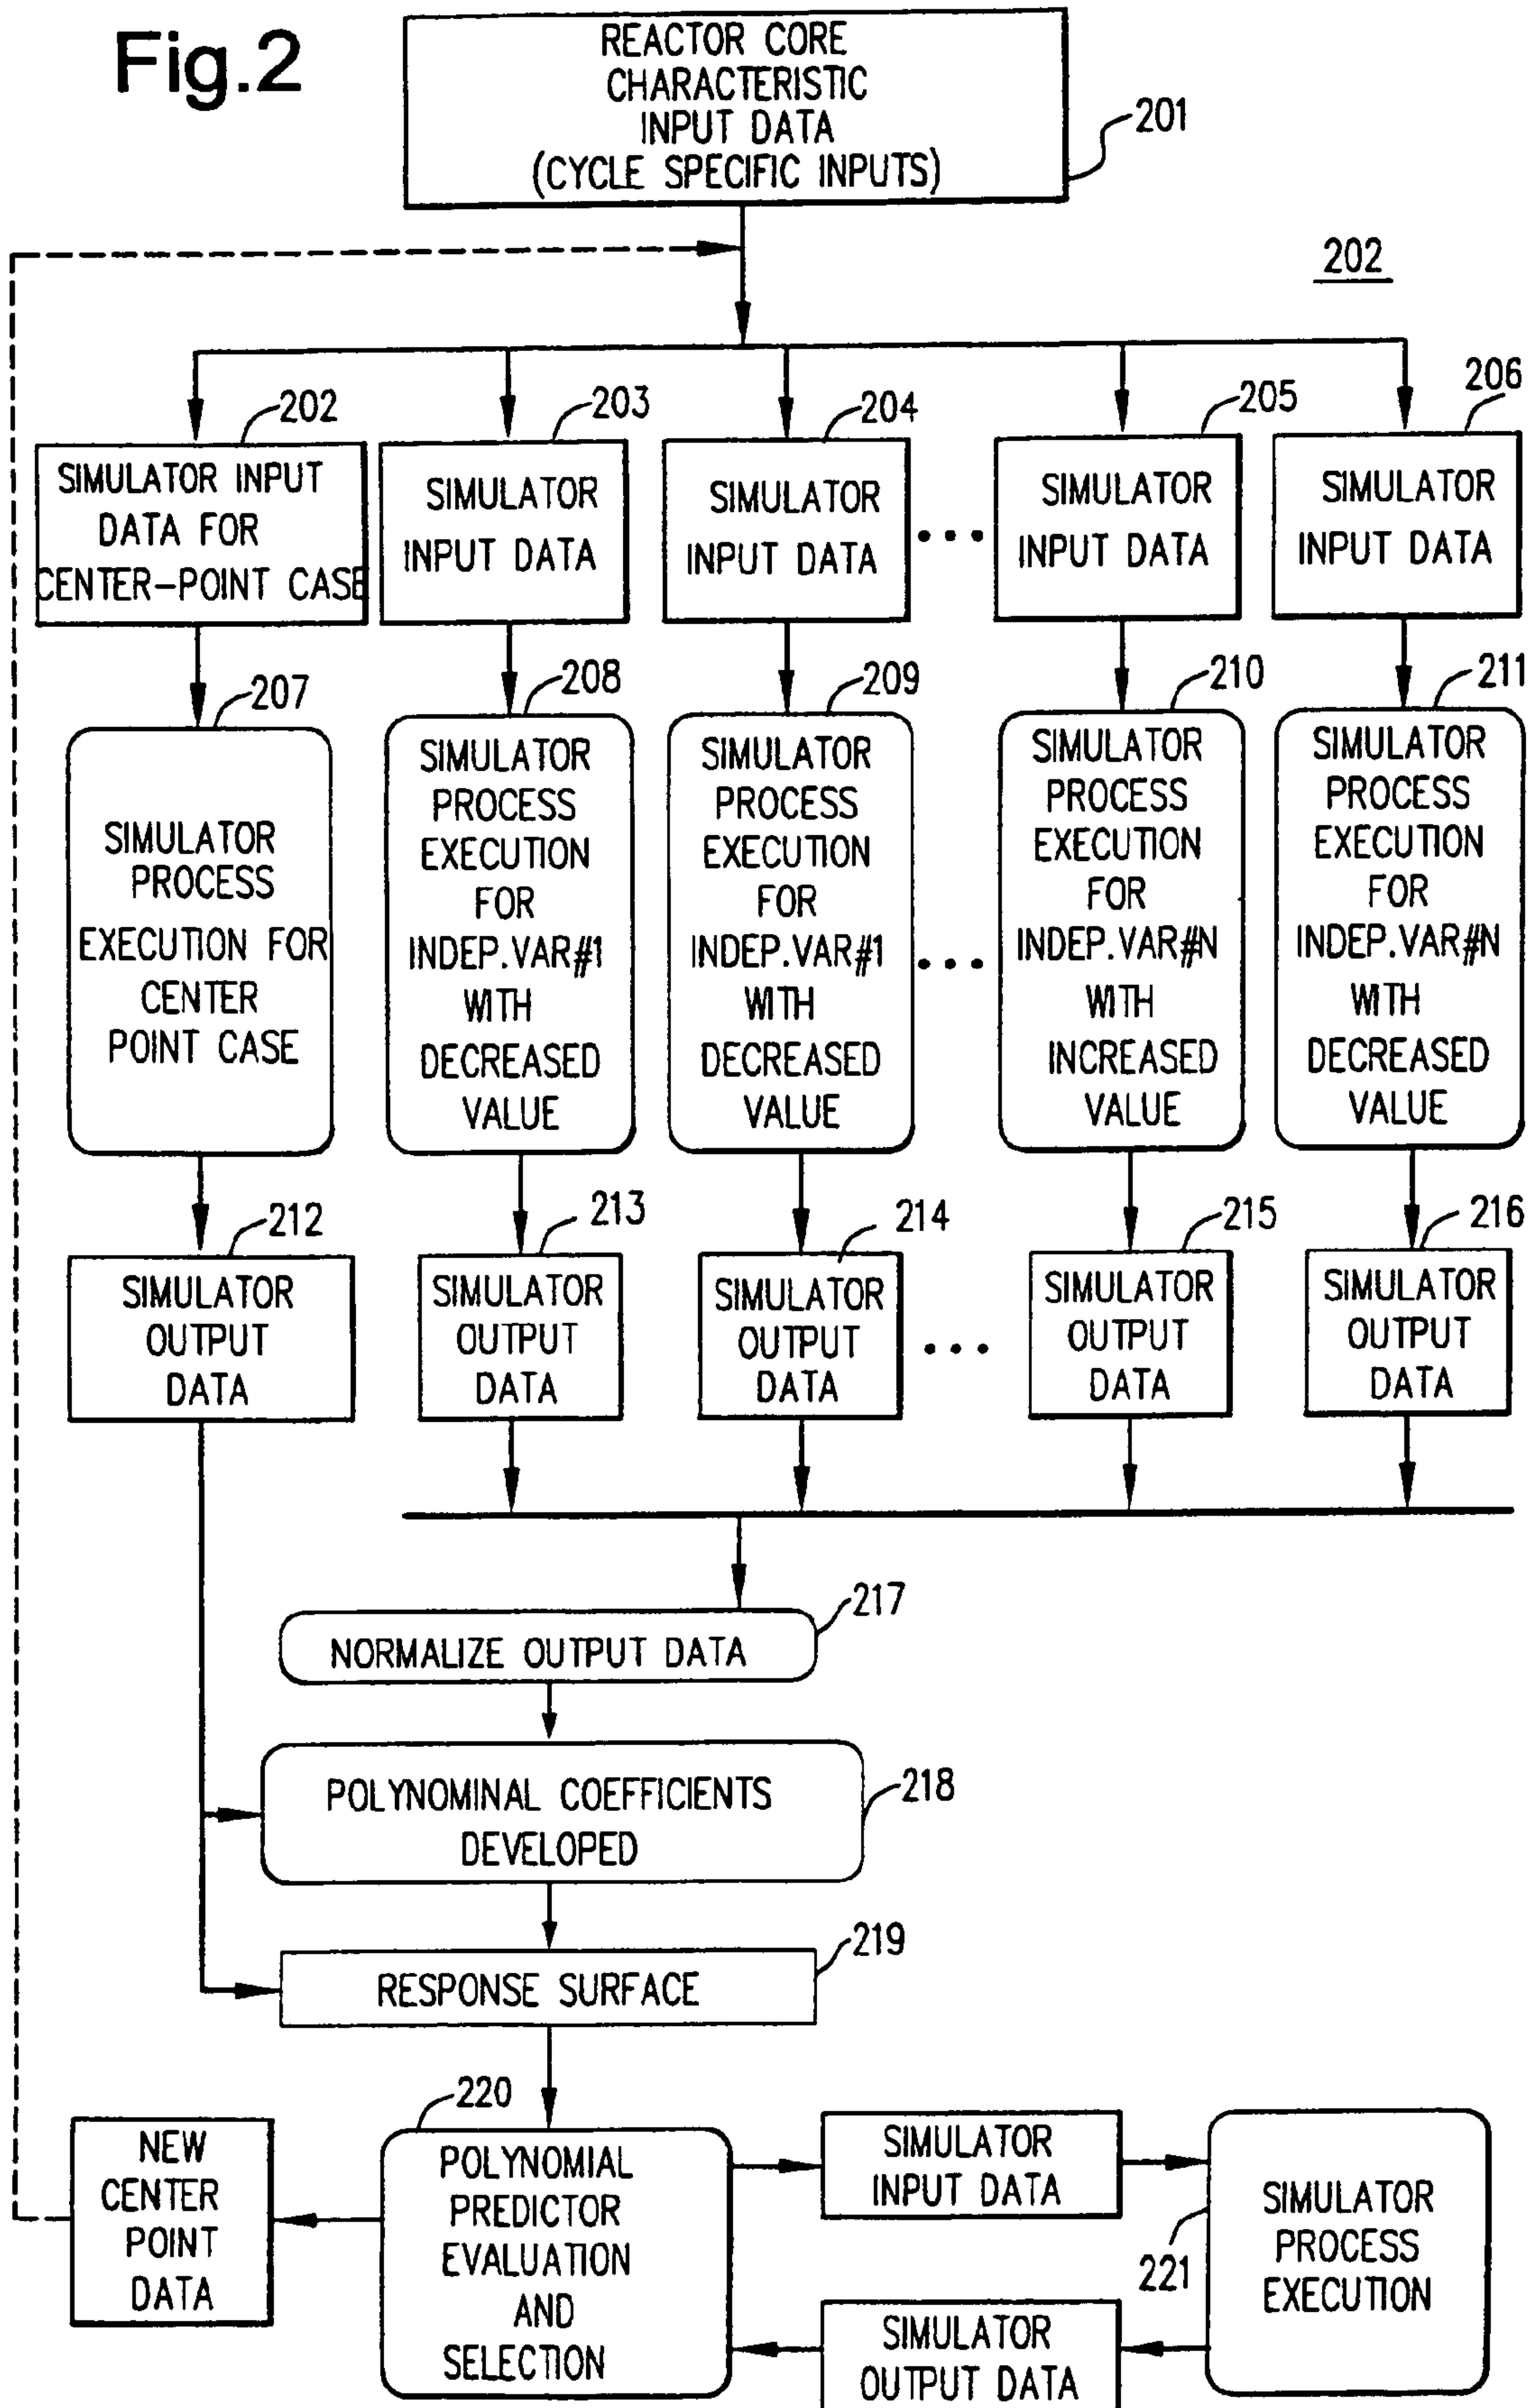 Fig.2
REACTOR CORE
CHARACTERISTIC
INPUT DATA
(CYCLE SPECIFIC INPUTS)
201
202
202
203
204
205
206
SIMULATOR INPUT
DATA FOR
CENTER-POINT CASE
SIMULATOR
INPUT DATA
SIMULATOR
INPUT DATA
• • •
SIMULATOR
INPUT DATA
SIMULATOR
INPUT DATA
207
208
209
210
211
SIMULATOR
PROCESS
EXECUTION FOR
CENTER
POINT CASE
SIMULATOR
PROCESS
EXECUTION
FOR
INDEP.VAR#1
WITH
DECREASED
VALUE
SIMULATOR
PROCESS
EXECUTION
FOR
INDEP.VAR#1
WITH
DECREASED
VALUE
• • •
SIMULATOR
PROCESS
EXECUTION
FOR
INDEP.VAR#N
WITH
INCREASED
VALUE
SIMULATOR
PROCESS
EXECUTION
FOR
INDEP.VAR#N
WITH
DECREASED
VALUE
212
213
214
215
216
SIMULATOR
OUTPUT
DATA
SIMULATOR
OUTPUT
DATA
SIMULATOR
OUTPUT
DATA
• • •
SIMULATOR
OUTPUT
DATA
SIMULATOR
OUTPUT
DATA
217
NORMALIZE OUTPUT DATA
218
POLYNOMINAL COEFFICIENTS
DEVELOPED
219
RESPONSE SURFACE
220
NEW
CENTER
POINT
DATA
POLYNOMIAL
PREDICTOR
EVALUATION
AND
SELECTION
SIMULATOR
INPUT DATA
221
SIMULATOR
PROCESS
EXECUTION
SIMULATOR
OUTPUT DATA